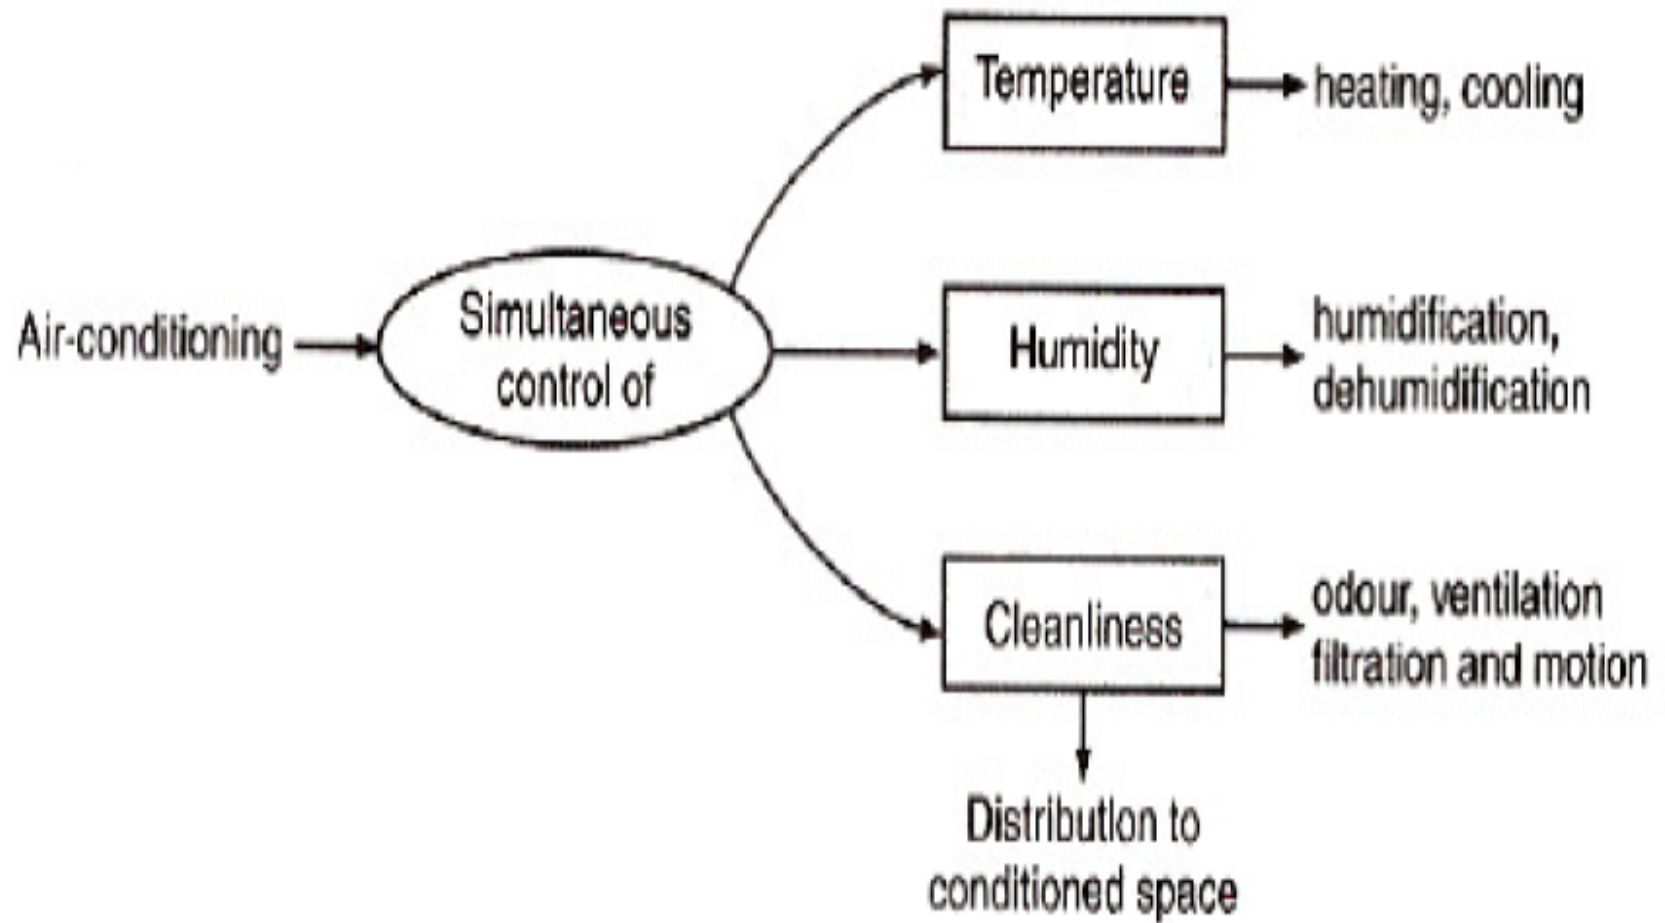 Temperature
heating, cooling
Air-conditioning
Simultaneous
control of
Humidity
humidification,
dehumidification
Cleanliness
odour, ventilation
filtration and motion
Distribution to
conditioned space